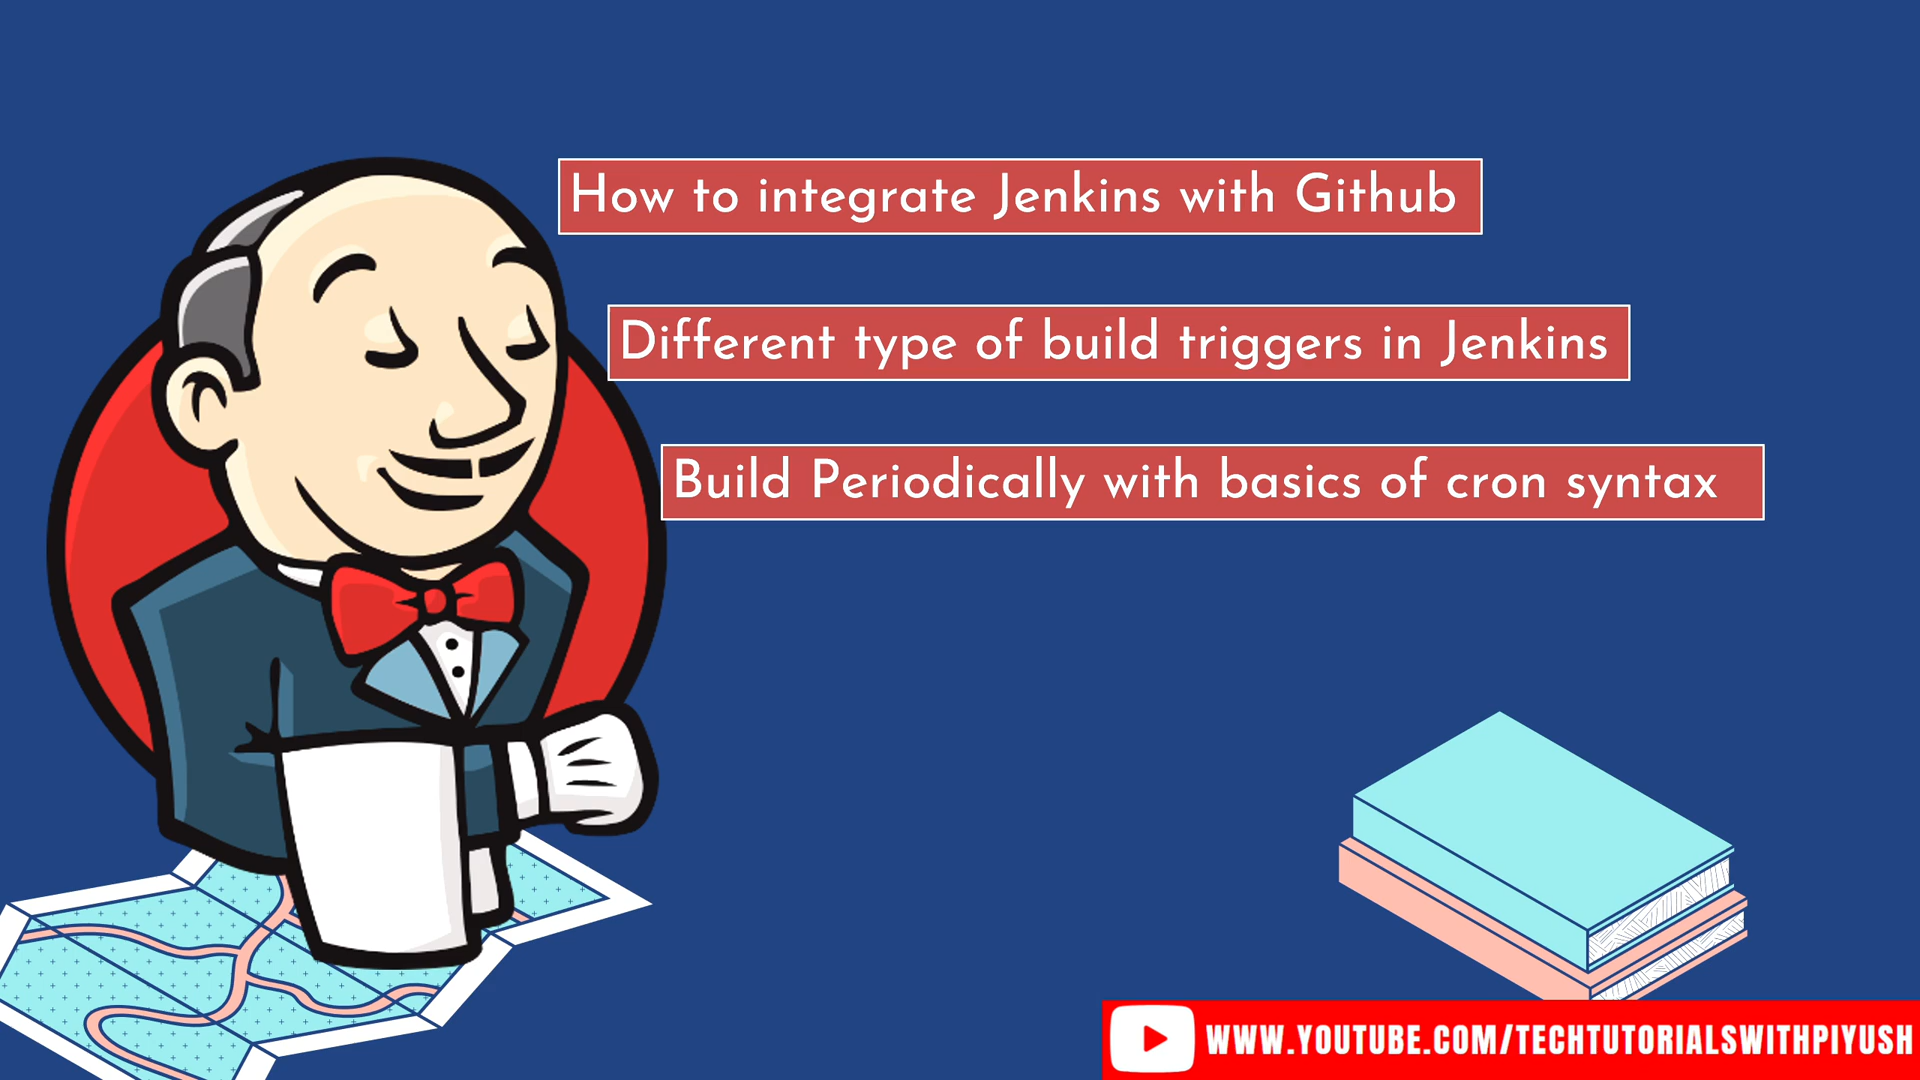 How to integrate Jenkins with Github
Different type of build triggers in Jenkins
Build Periodically with basics of cron syntax
WWW.YOUTUBE.COM/TECHTUTORIALSWITHPIYUSH